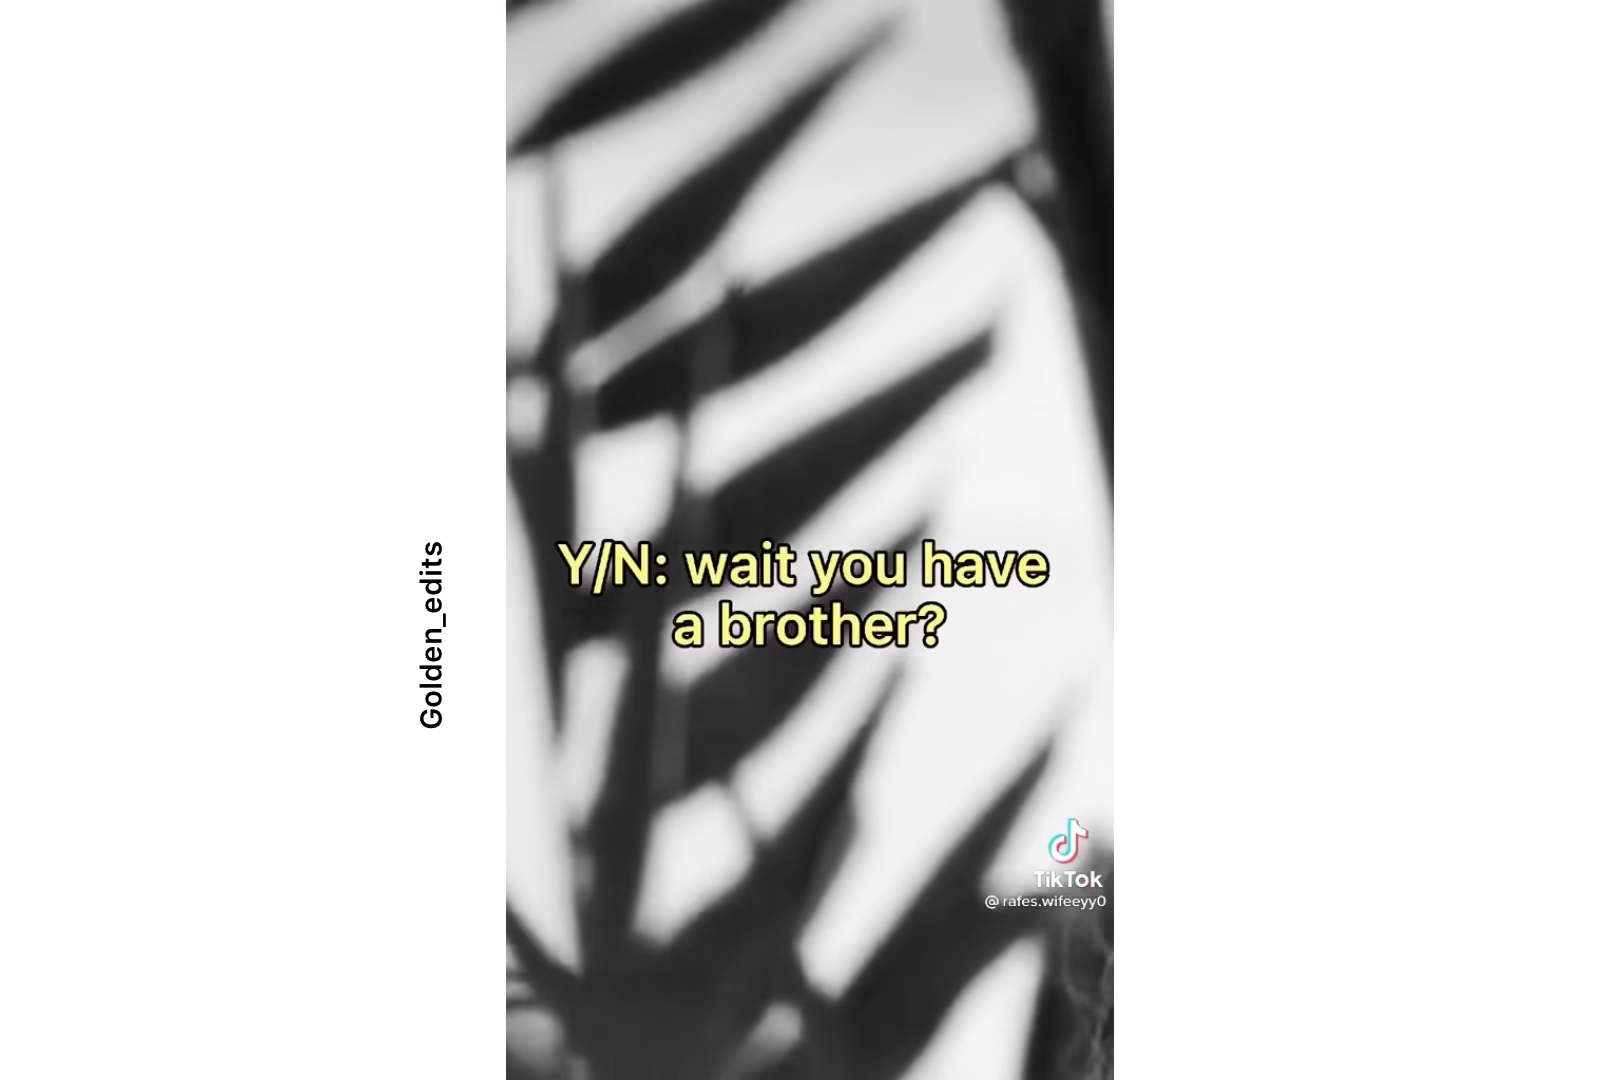 Golden_edits
Y/N: wait you have
a brother?
TikTok
@rafes.wifeeyy0